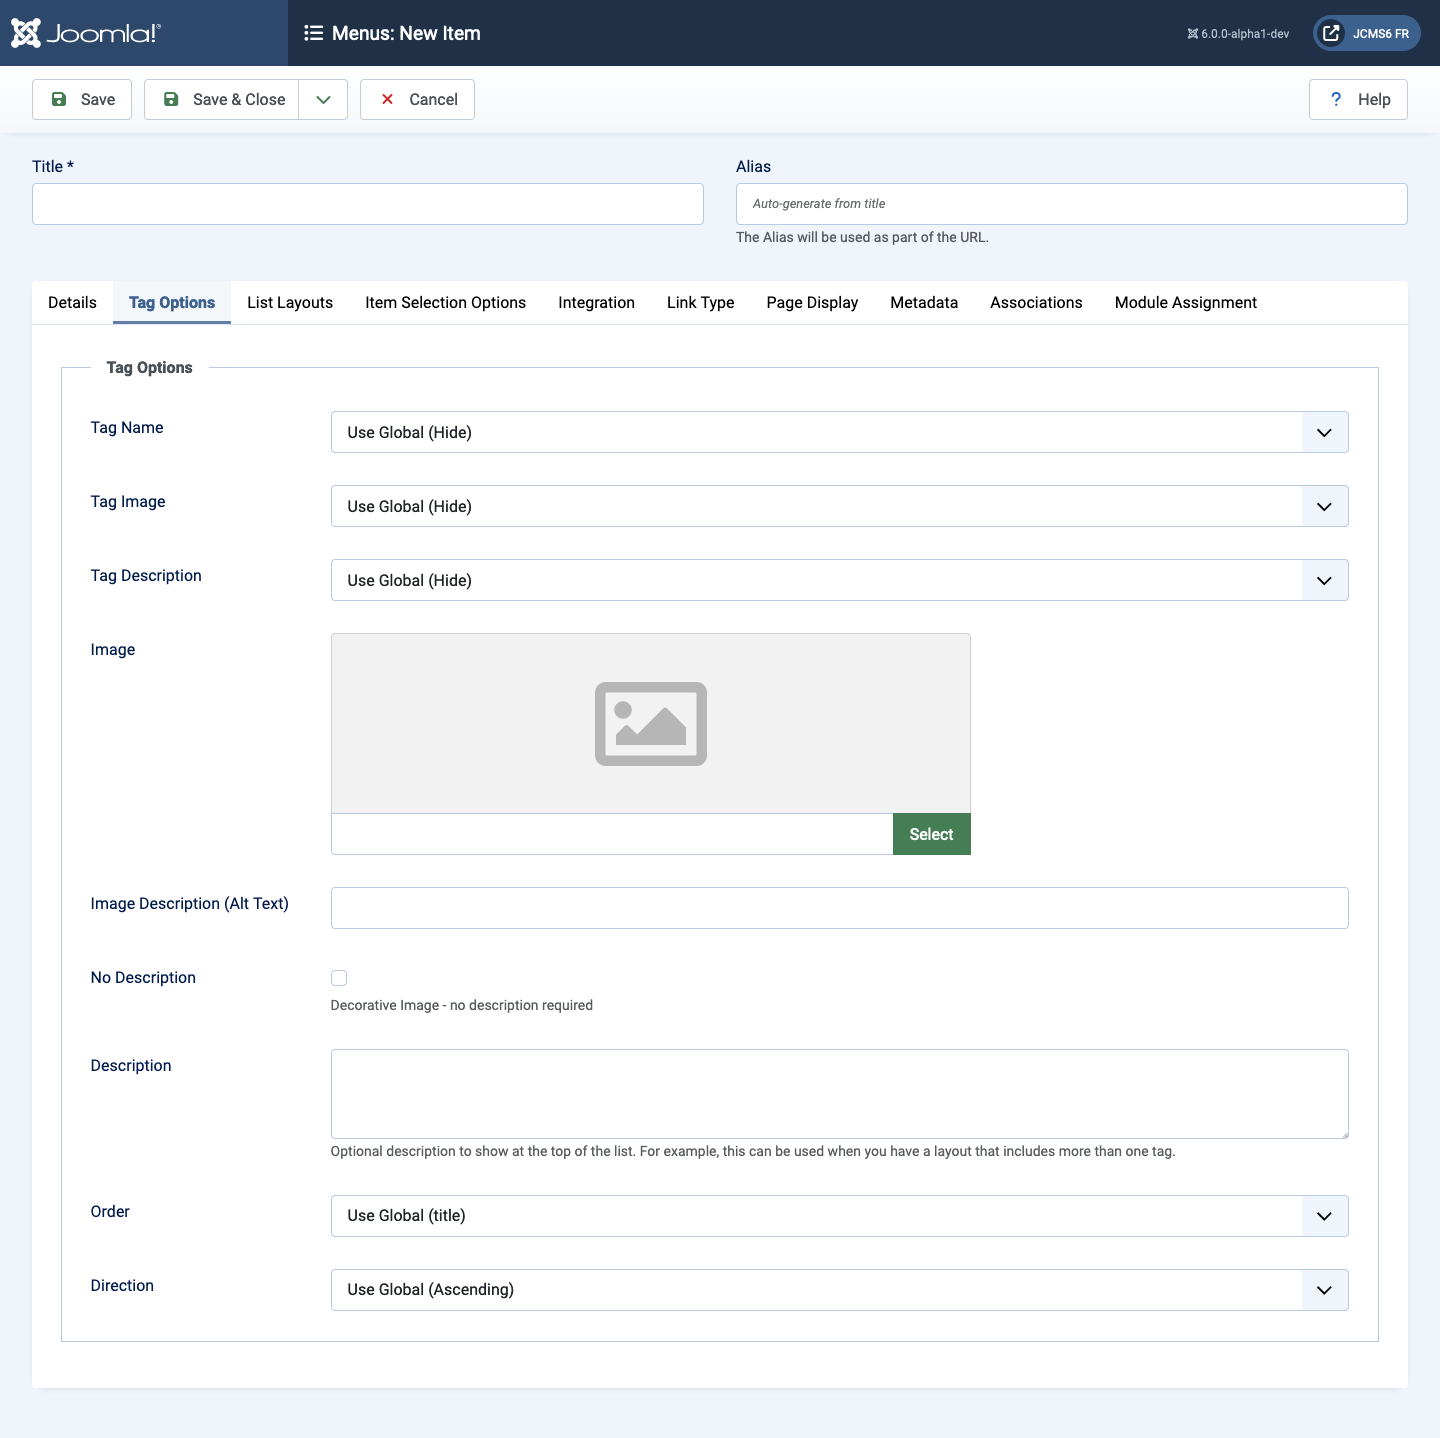 Joomla!®
Menus: New Item
6.0.0-alpha1-dev
JCMS6 FR
Save
Save & Close
Cancel
? Help
Title *
Alias
Auto-generate from title
The Alias will be used as part of the URL.
Details Tag Options List Layouts Item Selection Options Integration Link Type Page Display Metadata Associations Module Assignment
Tag Options
Tag Name
Use Global (Hide)
Tag Image
Use Global (Hide)
Tag Description
Use Global (Hide)
Image
Select
Image Description (Alt Text)
No Description
Decorative Image - no description required
Description
Optional description to show at the top of the list. For example, this can be used when you have a layout that includes more than one tag.
Order
Use Global (title)
Direction
Use Global (Ascending)